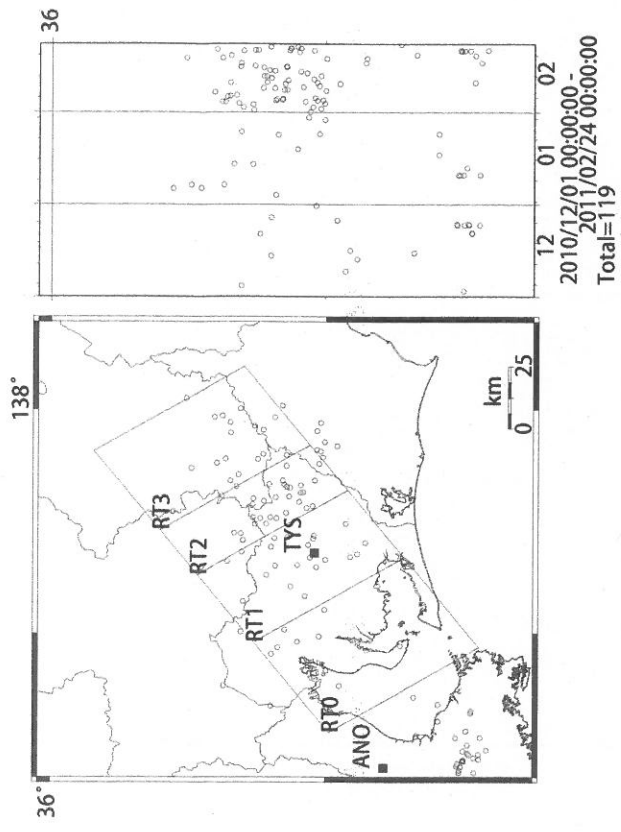 138°
36°
RT3
RT2
RT1
RT0
TYS
ANO
km
0 25
36
12 01 02
2010/12/01 00:00:00 -
2011/02/24 00:00:00
Total=119